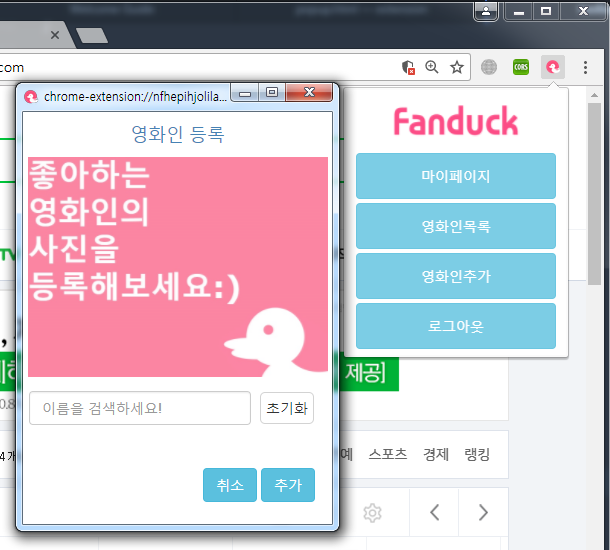 .com
chrome-extension://nfhepihjolila...
영화인 등록
좋아하는
영화인의
사진을
등록해보세요:)
이름을 검색하세요!
초기화
취소
추가
CORS
Fanduck
마이페이지
영화인목록
영화인추가
로그아웃
제공]
스포츠
경제
랭킹